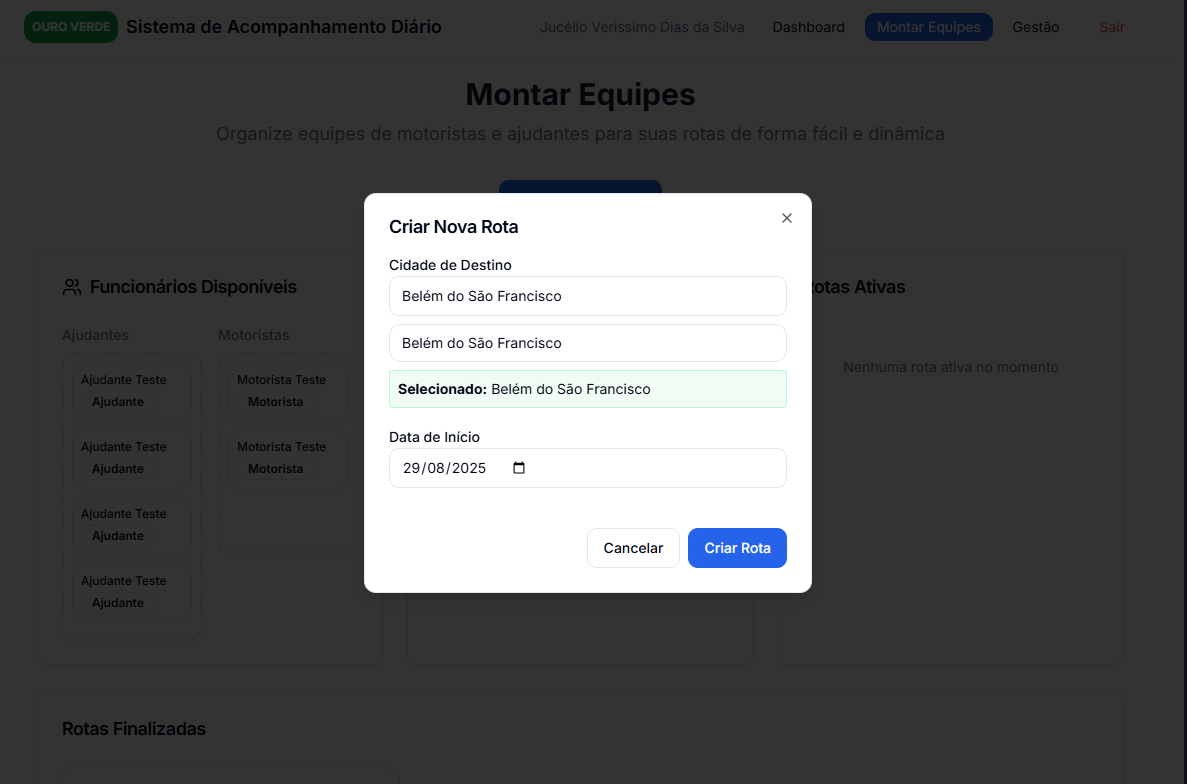 OURO VERDE Sistema de Acompanhamento Diário Jucélio Verissimo Dias da Silva Dashboard Montar Equipes Gestão Sair
Montar Equipes
Organize equipes de motoristas e ajudantes para suas rotas de forma fácil e dinâmica
Criar Nova Rota
Cidade de Destino
Belém do São Francisco
Belém do São Francisco
Selecionado: Belém do São Francisco
Data de Início
29/08/2025
Cancelar Criar Rota
Funcionários Disponíveis
Ajudantes Motoristas
Ajudante Teste Motorista Teste
Ajudante Motorista
Ajudante Teste Motorista Teste
Ajudante Motorista
Ajudante Teste
Ajudante
Ajudante Teste
Ajudante
Rotas Ativas
Nenhuma rota ativa no momento
Rotas Finalizadas